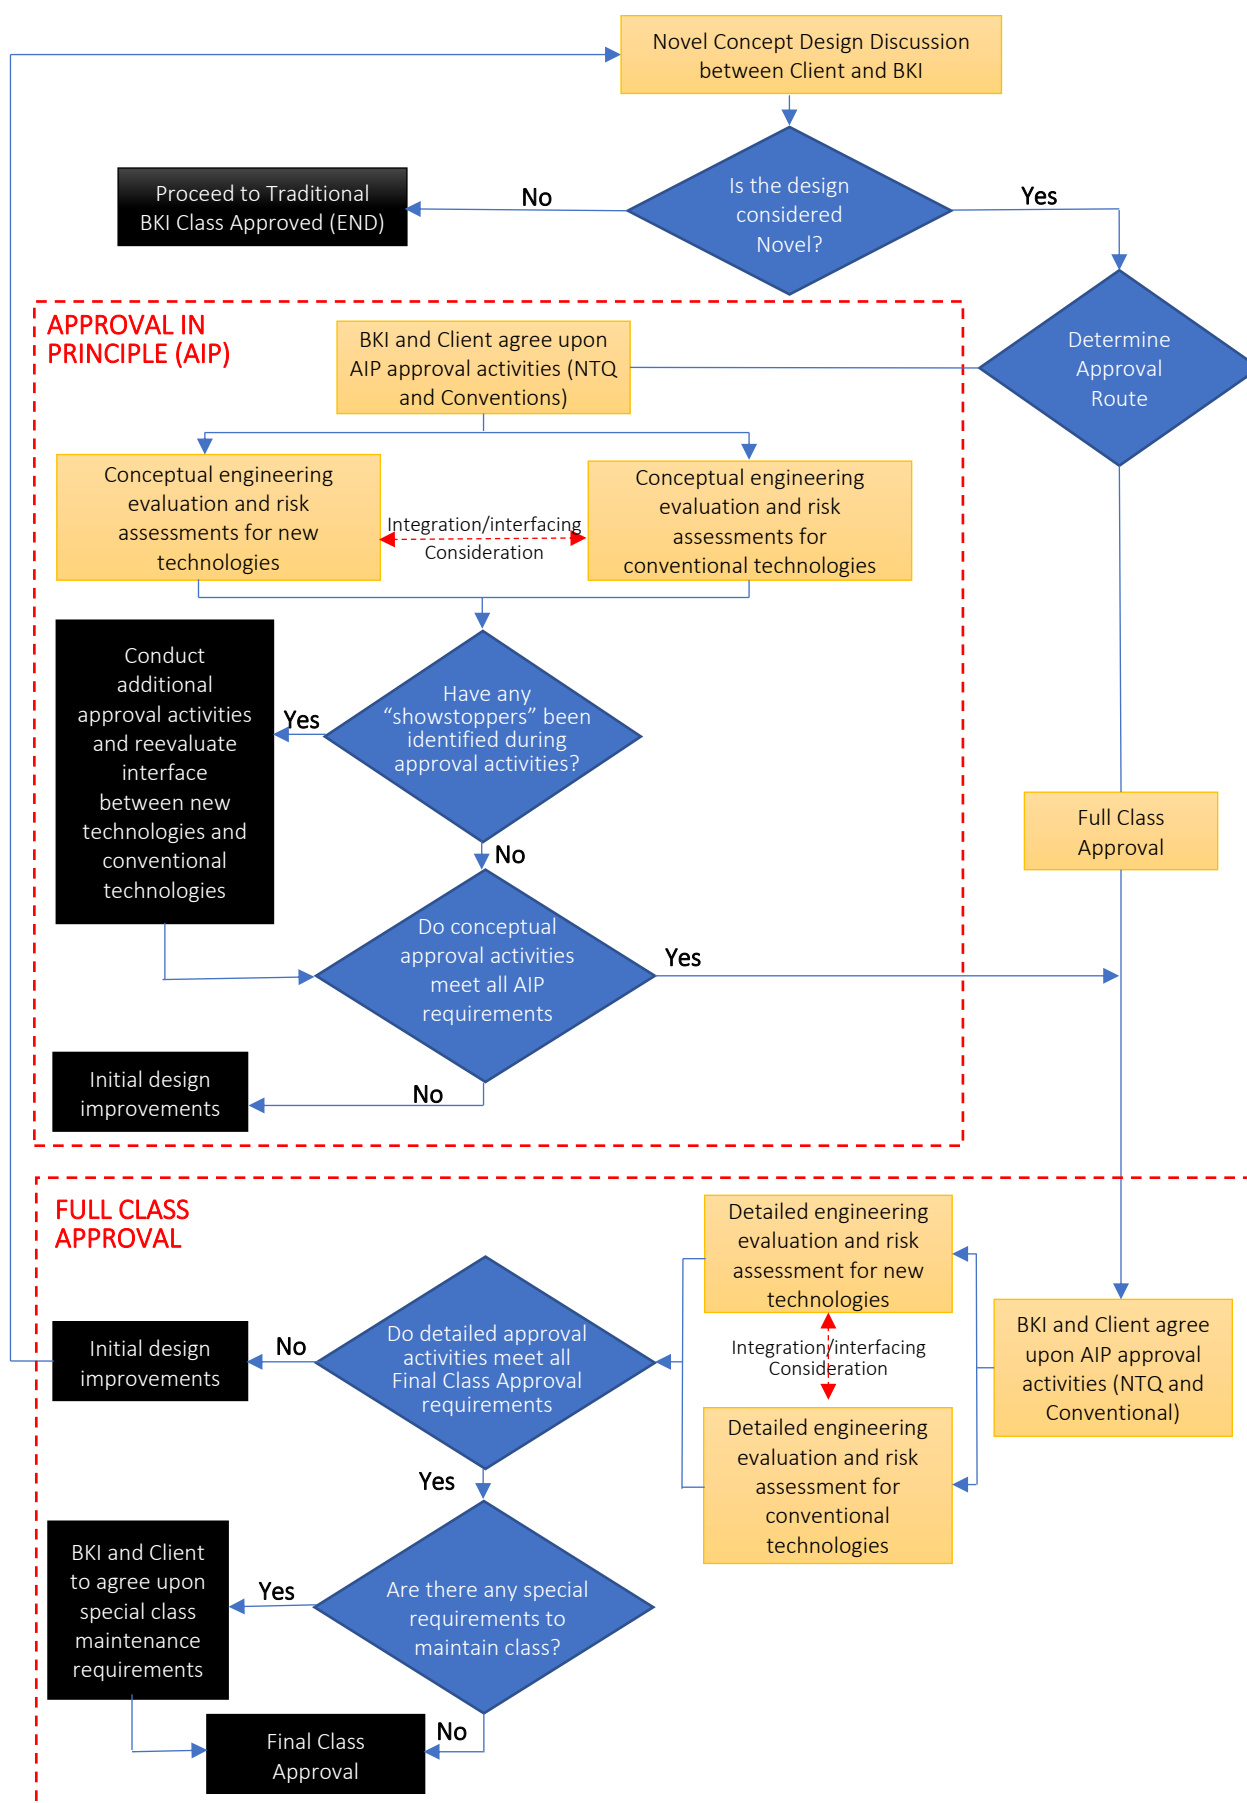 Novel Concept Design Discussion
between Client and BKI
Is the design
considered
Novel?
No
Yes
Proceed to Traditional
BKI Class Approved (END)
Determine
Approval
Route
APPROVAL IN
PRINCIPLE (AIP)
BKI and Client agree upon
AIP approval activities (NTQ
and Conventions)
Conceptual engineering
evaluation and risk
assessments for new
technologies
Integration/interfacing
Consideration
Conceptual engineering
evaluation and risk
assessments for
conventional technologies
Have any
“showstoppers” been
identified during
approval activities?
Yes
No
Conduct
additional
approval activities
and reevaluate
interface
between new
technologies and
conventional
technologies
Full Class
Approval
Do conceptual
approval activities
meet all AIP
requirements
Yes
No
Initial design
improvements
FULL CLASS
APPROVAL
Detailed engineering
evaluation and risk
assessment for new
technologies
Integration/interfacing
Consideration
Detailed engineering
evaluation and risk
assessment for
conventional
technologies
BKI and Client agree
upon AIP approval
activities (NTQ and
Conventional)
Do detailed approval
activities meet all
Final Class Approval
requirements
No
Initial design
improvements
Yes
Are there any special
requirements to
maintain class?
Yes
BKI and Client
to agree upon
special class
maintenance
requirements
No
Final Class
Approval